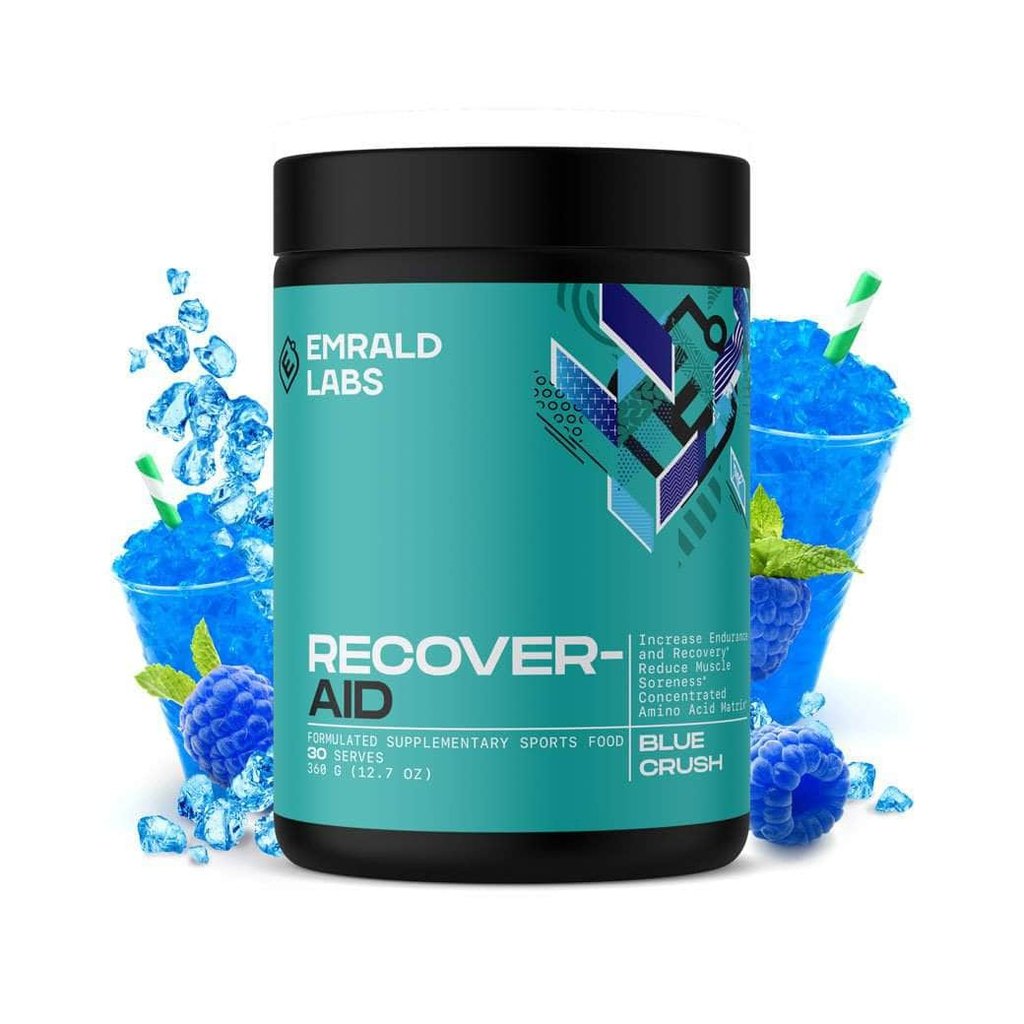 EMRALD
LABS
RECOVER-
AID
Increase Endurance
and Recovery*
Reduce Muscle
Soreness*
Concentrated
Amino Acid Matrix
FORMULATED SUPPLEMENTARY SPORTS FOOD
30 SERVES
360 G (12.7 OZ)
BLUE
CRUSH